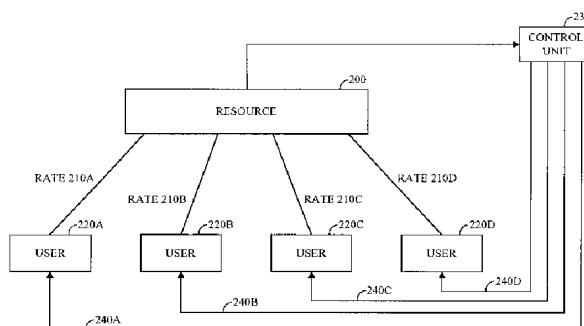 23
CONTROL
UNIT
200
RESOURCE
RATE 210A
RATE 210B
RATE 210C
RATE 210D
220A
220B
220C
220D
USER
USER
USER
USER
240D
240C
240B
240A